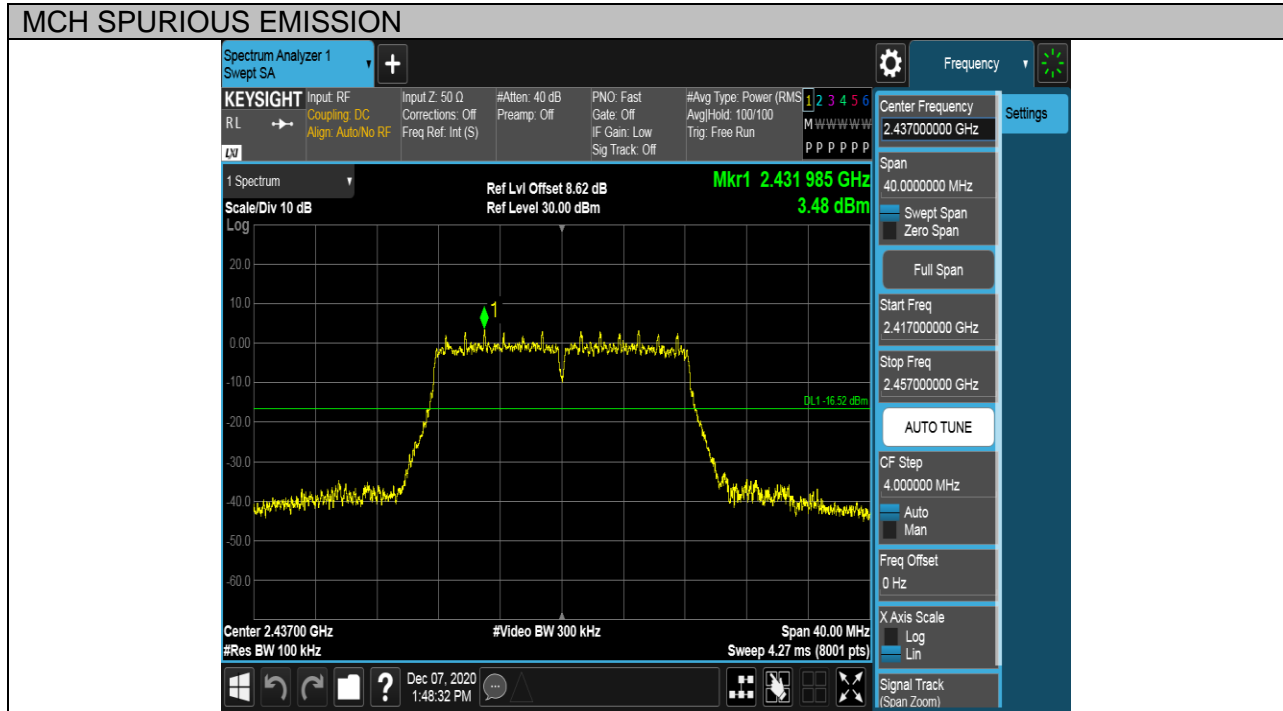 MCH SPURIOUS EMISSION
Spectrum Analyzer 1
Swept SA
Frequency
KEYSIGHT
RL
LXI
Input: RF
Coupling: DC
Align: Auto/No RF
Input Z: 50 Ω
Corrections: Off
Freq Ref: Int (S)
#Atten: 40 dB
Preamp: Off
PNO: Fast
Gate: Off
IF Gain: Low
Sig Track: Off
#Avg Type: Power (RMS
Avg|Hold: 100/100
Trig: Free Run
1 2 3 4 5 6
M W W W W W
P P P P P P
1 Spectrum
Scale/Div 10 dB
Ref Lvl Offset 8.62 dB
Ref Level 30.00 dBm
Mkr1 2.431 985 GHz
3.48 dBm
Log
20.0
10.0
0.00
-10.0
-20.0
-30.0
-40.0
-50.0
-60.0
1
DL1 -16.52 dBm
Center 2.43700 GHz
#Res BW 100 kHz
#Video BW 300 kHz
Span 40.00 MHz
Sweep 4.27 ms (8001 pts)
Dec 07, 2020
1:48:32 PM
Center Frequency
2.437000000 GHz
Settings
Span
40.0000000 MHz
Swept Span
Zero Span
Full Span
Start Freq
2.417000000 GHz
Stop Freq
2.457000000 GHz
AUTO TUNE
CF Step
4.000000 MHz
Auto
Man
Freq Offset
0 Hz
X Axis Scale
Log
Lin
Signal Track
(Span Zoom)